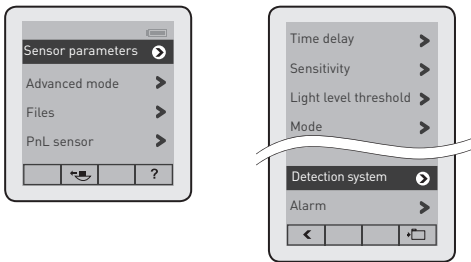 Sensor parameters
Advanced mode
Files
PnL sensor
?
Time delay
Sensitivity
Light level threshold
Mode
Detection system
Alarm